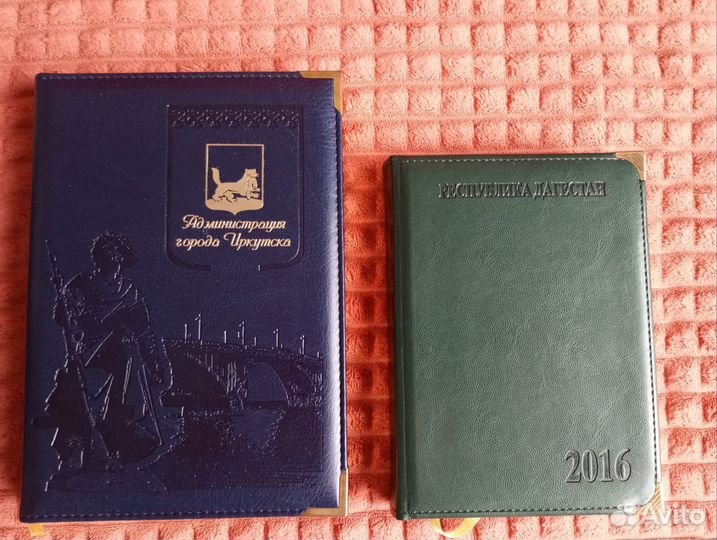 Администрация
города Иркутска
РЕСПУБЛИКА ДАГЕСТАН
2016
Avito